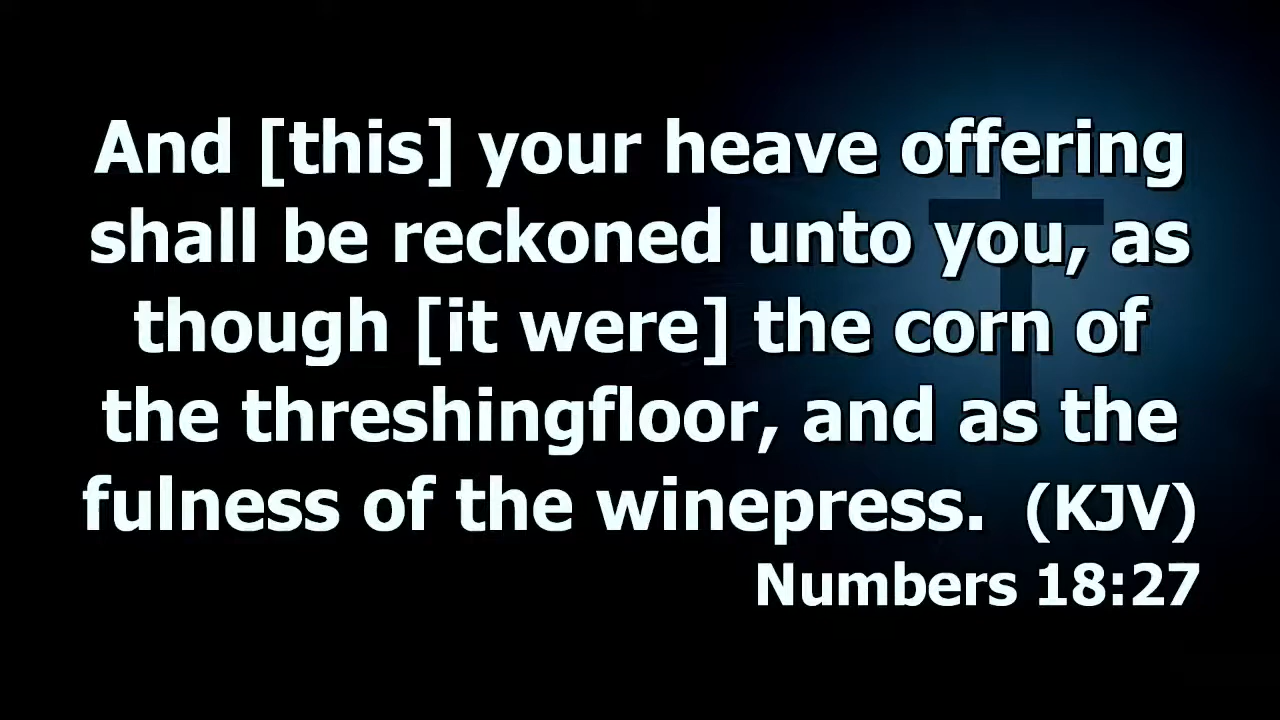 And [this] your heave offering
shall be reckoned unto you, as
though [it were] the corn of
the threshingfloor, and as the
fulness of the winepress. (KJV)
Numbers 18:27